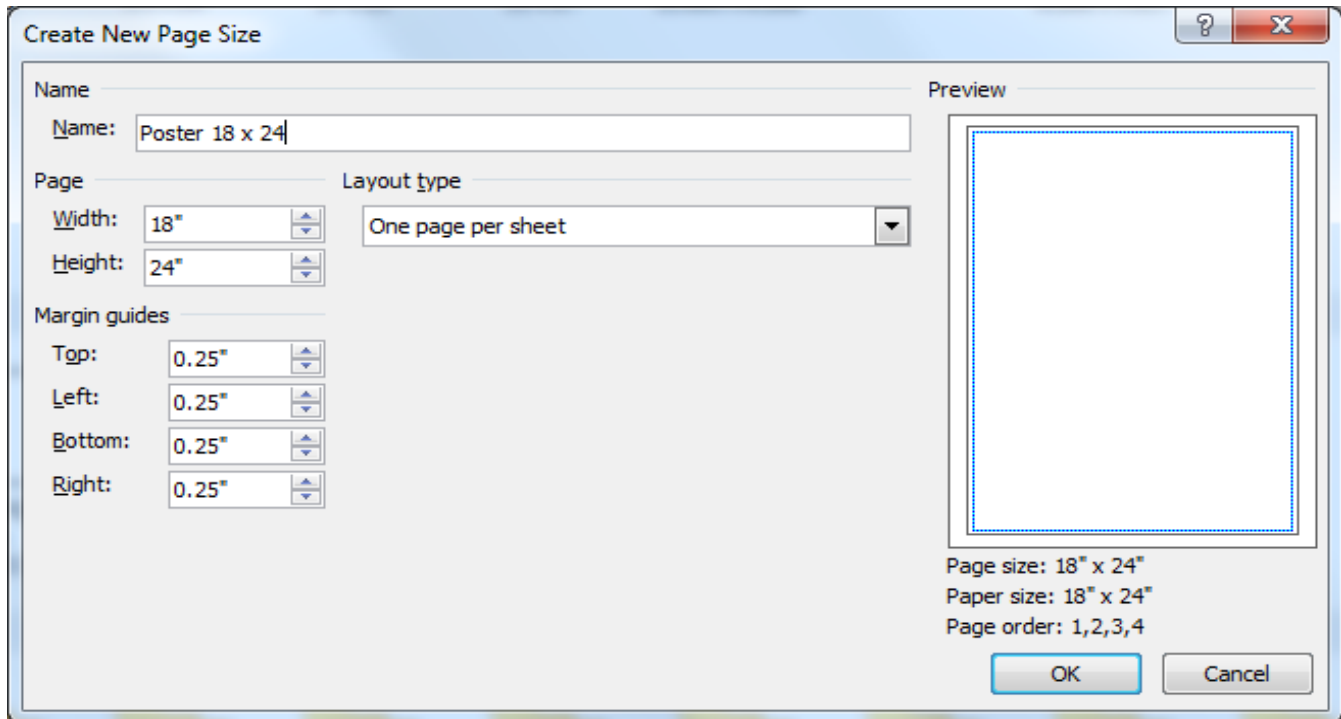 Create New Page Size
Name
Name: Poster 18 x 24
Page
Width: 18"
Height: 24"
Layout type
One page per sheet
Margin guides
Top: 0.25"
Left: 0.25"
Bottom: 0.25"
Right: 0.25"
Preview
Page size: 18" x 24"
Paper size: 18" x 24"
Page order: 1,2,3,4
OK
Cancel